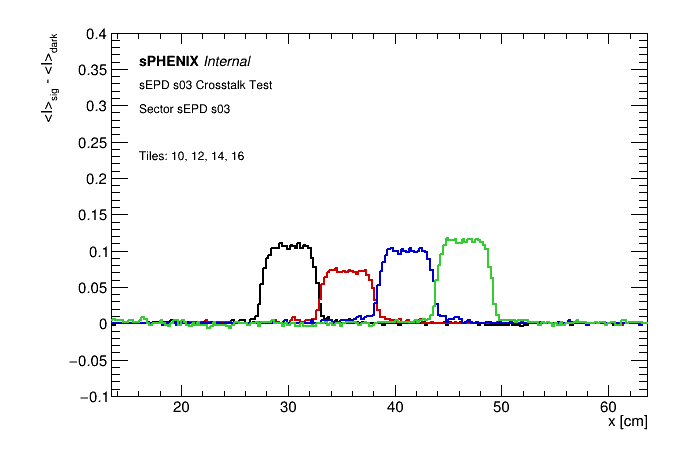 <I>sig - <I>dark
0.4
0.35
0.3
0.25
0.2
0.15
0.1
0.05
0
−0.05
−0.1
sPHENIX Internal
sEPD s03 Crosstalk Test
Sector sEPD s03
Tiles: 10, 12, 14, 16
20 30 40 50 60
x [cm]